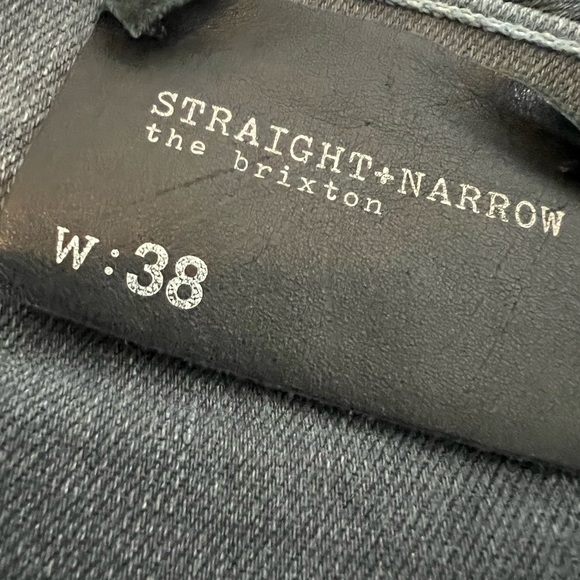 STRAIGHT+NARROW
the brixton
W:38